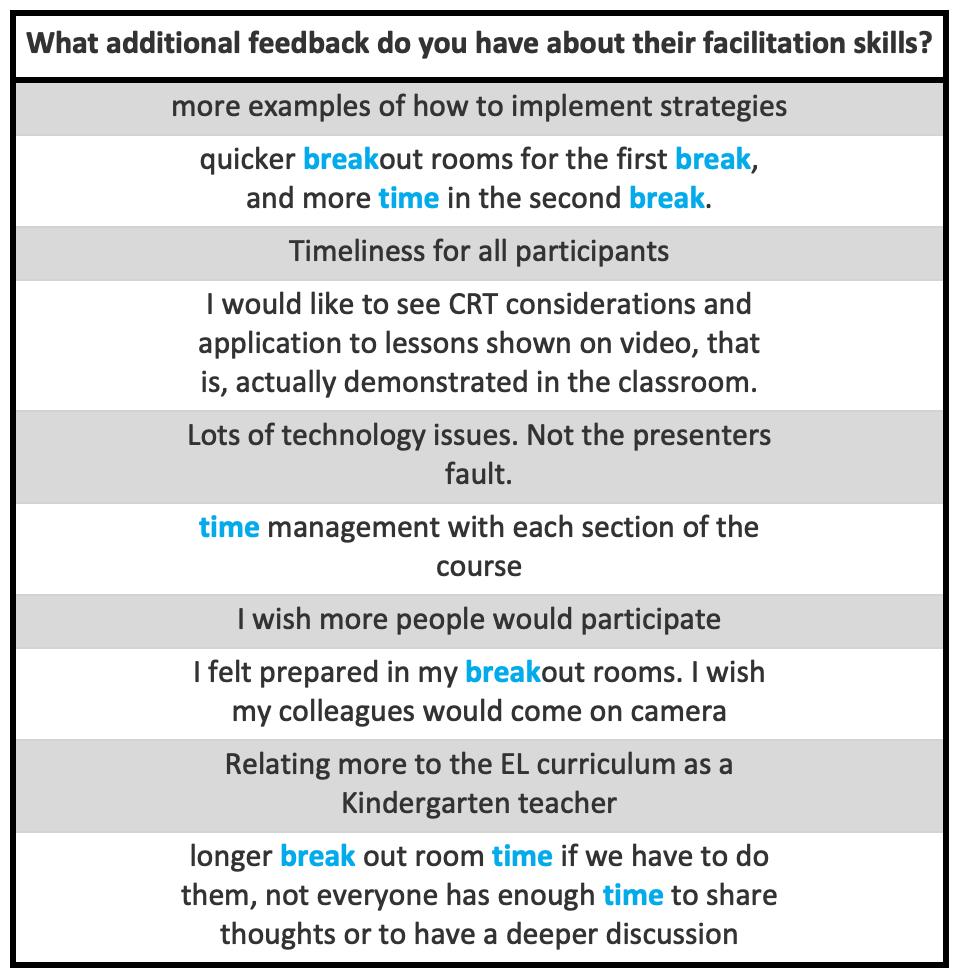 What additional feedback do you have about their facilitation skills?
more examples of how to implement strategies
quicker breakout rooms for the first break,
and more time in the second break.
Timeliness for all participants
I would like to see CRT considerations and
application to lessons shown on video, that
is, actually demonstrated in the classroom.
Lots of technology issues. Not the presenters
fault.
time management with each section of the
course
I wish more people would participate
I felt prepared in my breakout rooms. I wish
my colleagues would come on camera
Relating more to the EL curriculum as a
Kindergarten teacher
longer break out room time if we have to do
them, not everyone has enough time to share
thoughts or to have a deeper discussion